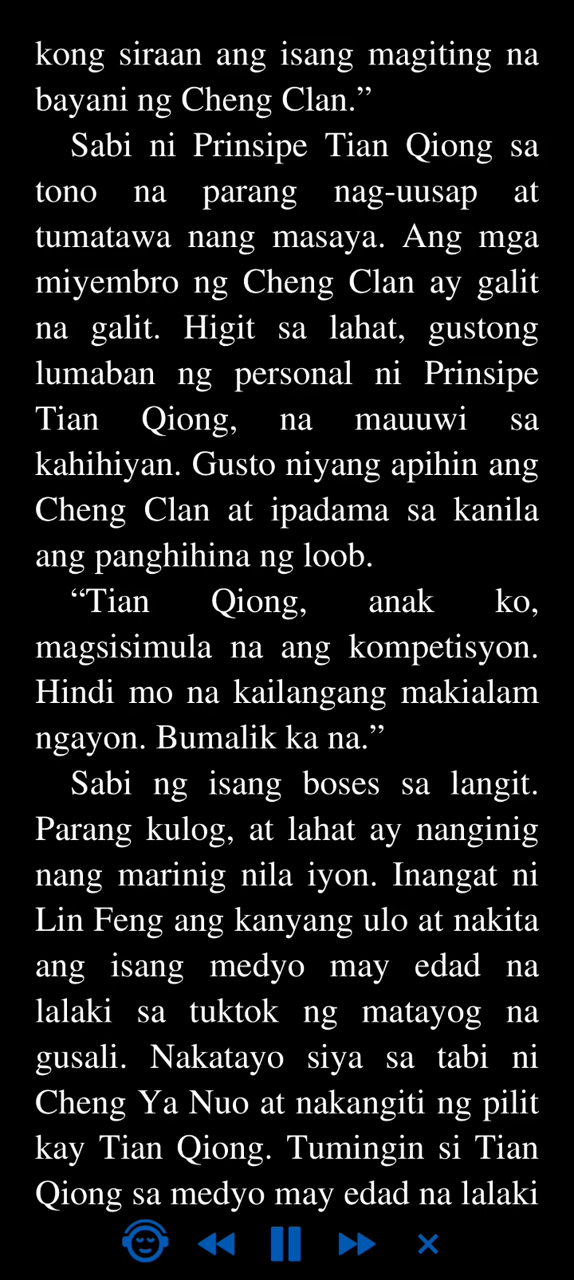 kong siraan ang isang magiting na
bayani ng Cheng Clan.”
Sabi ni Prinsipe Tian Qiong sa
tono na parang nag-uusap at
tumatawa nang masaya. Ang mga
miyembro ng Cheng Clan ay galit
na galit. Higit sa lahat, gustong
lumaban ng personal ni Prinsipe
Tian Qiong, na mauuwi sa
kahihiyan. Gusto niyang apihin ang
Cheng Clan at ipadama sa kanila
ang panghihina ng loob.
“Tian Qiong, anak ko,
magsisimula na ang kompetisyon.
Hindi mo na kailangang makialam
ngayon. Bumalik ka na.”
Sabi ng isang boses sa langit.
Parang kulog, at lahat ay nanginig
nang marinig nila iyon. Inangat ni
Lin Feng ang kanyang ulo at nakita
ang isang medyo may edad na
lalaki sa tuktok ng matayog na
gusali. Nakatayo siya sa tabi ni
Cheng Ya Nuo at nakangiti ng pilit
kay Tian Qiong. Tumingin si Tian
Qiong sa medyo may edad na lalaki